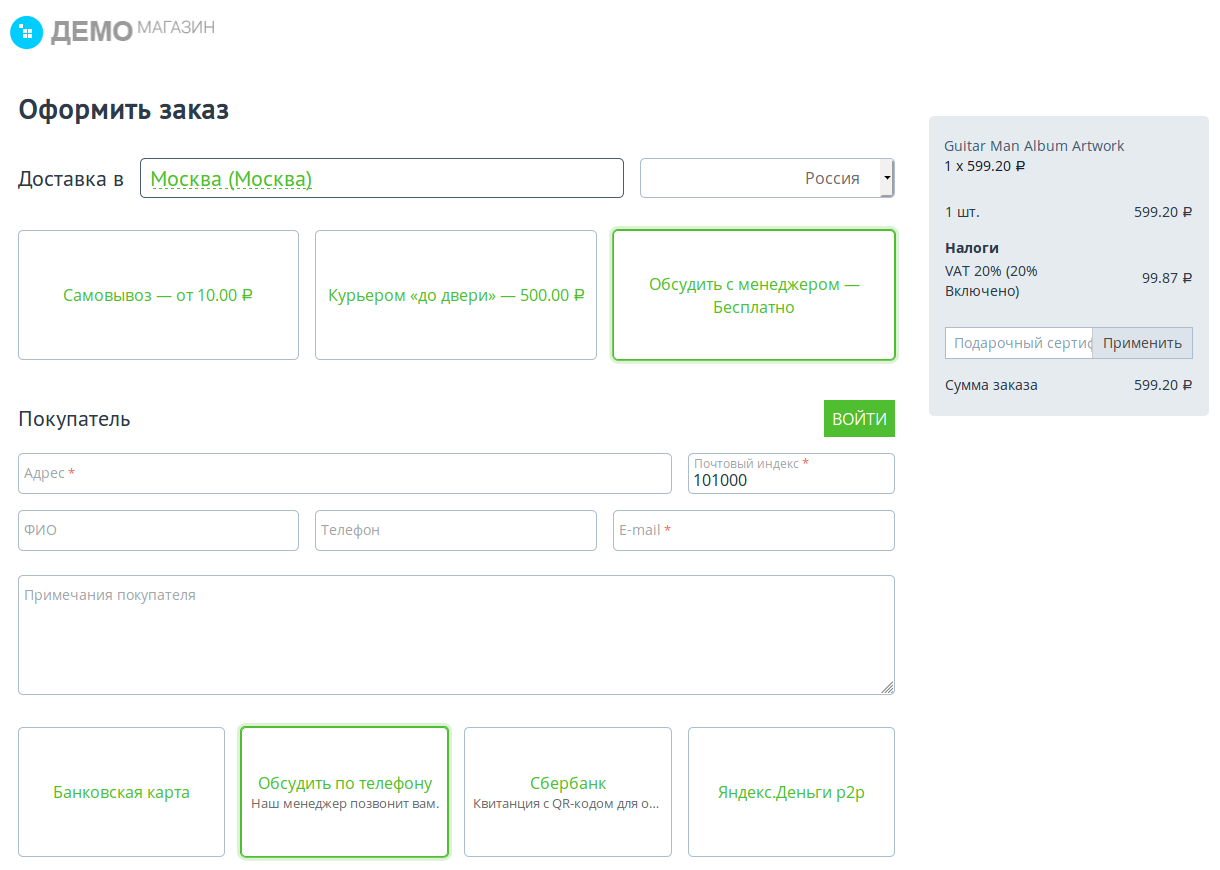 ДЕМО МАГАЗИН
Оформить заказ
Доставка в Москва (Москва) Россия
Самовывоз — от 10.00 ₽
Курьером «до двери» — 500.00 ₽
Обсудить с менеджером —
Бесплатно
Покупатель ВОЙТИ
Адрес *
Почтовый индекс *
101000
ФИО
Телефон
E-mail *
Примечания покупателя
Банковская карта
Обсудить по телефону
Наш менеджер позвонит вам.
Сбербанк
Квитанция с QR-кодом для о...
Яндекс.Деньги p2p
Guitar Man Album Artwork
1 x 599.20 ₽
1 шт. 599.20 ₽
Налоги
VAT 20% (20%
Включено) 99.87 ₽
Подарочный сертиф Применить
Сумма заказа 599.20 ₽